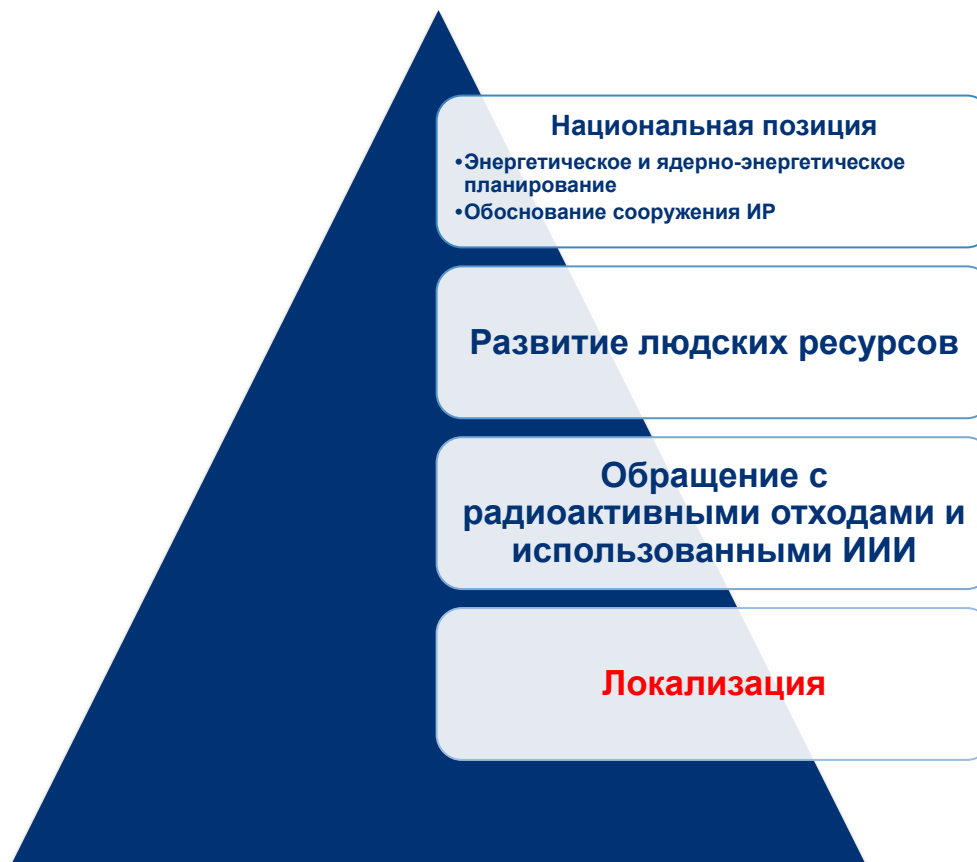 Национальная позиция
•Энергетическое и ядерно-энергетическое
планирование
•Обоснование сооружения ИР
Развитие людских ресурсов
Обращение с
радиоактивными отходами и
использованными ИИИ
Локализация